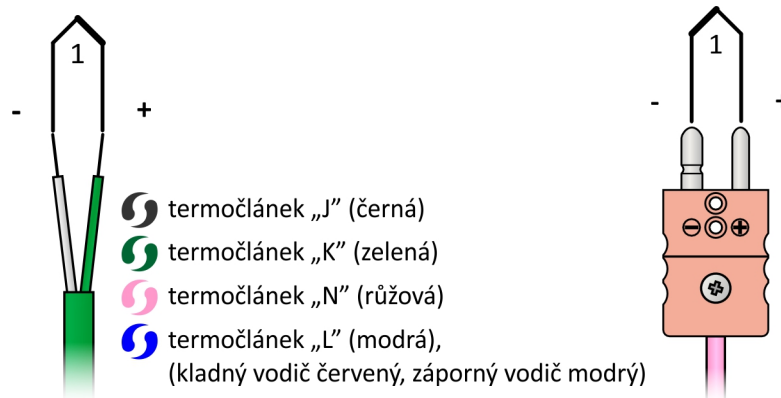 1
1
- +
- -
termočlánek „J” (černá)
termočlánek „K” (zelená)
termočlánek „N” (růžová)
termočlánek „L” (modrá),
(kladný vodič červený, záporný vodič modrý)
- +